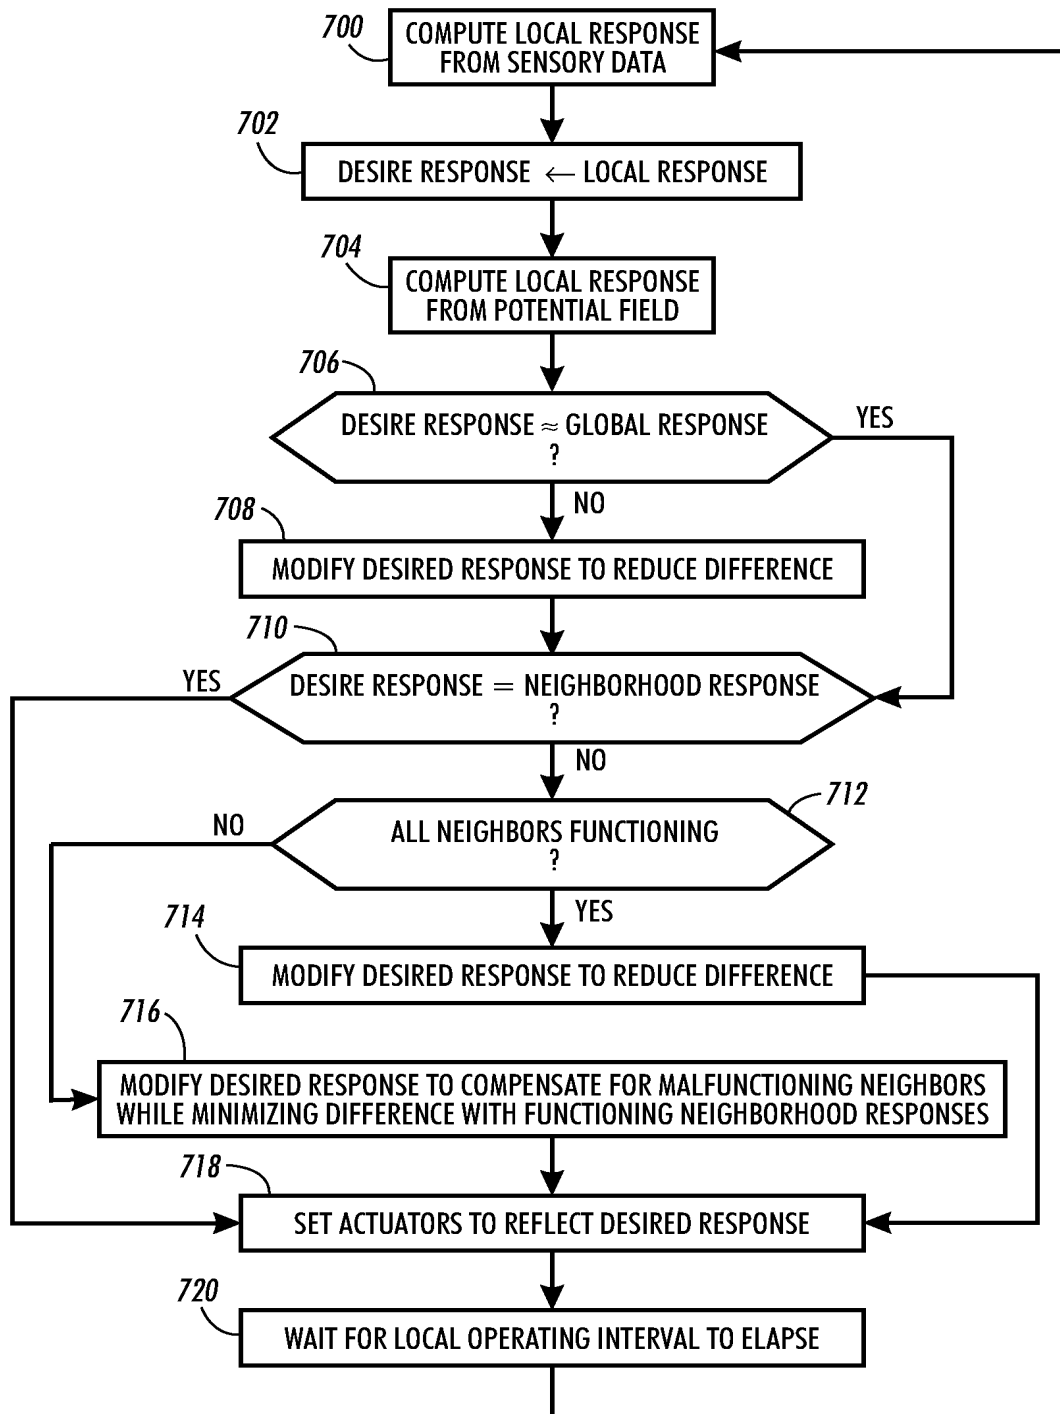 700
COMPUTE LOCAL RESPONSE
FROM SENSORY DATA
702
DESIRE RESPONSE ← LOCAL RESPONSE
704
COMPUTE LOCAL RESPONSE
FROM POTENTIAL FIELD
706
DESIRE RESPONSE ≈ GLOBAL RESPONSE
?
YES
NO
708
MODIFY DESIRED RESPONSE TO REDUCE DIFFERENCE
710
YES
DESIRE RESPONSE = NEIGHBORHOOD RESPONSE
?
NO
712
NO
ALL NEIGHBORS FUNCTIONING
?
YES
714
MODIFY DESIRED RESPONSE TO REDUCE DIFFERENCE
716
MODIFY DESIRED RESPONSE TO COMPENSATE FOR MALFUNCTIONING NEIGHBORS
WHILE MINIMIZING DIFFERENCE WITH FUNCTIONING NEIGHBORHOOD RESPONSES
718
SET ACTUATORS TO REFLECT DESIRED RESPONSE
720
WAIT FOR LOCAL OPERATING INTERVAL TO ELAPSE